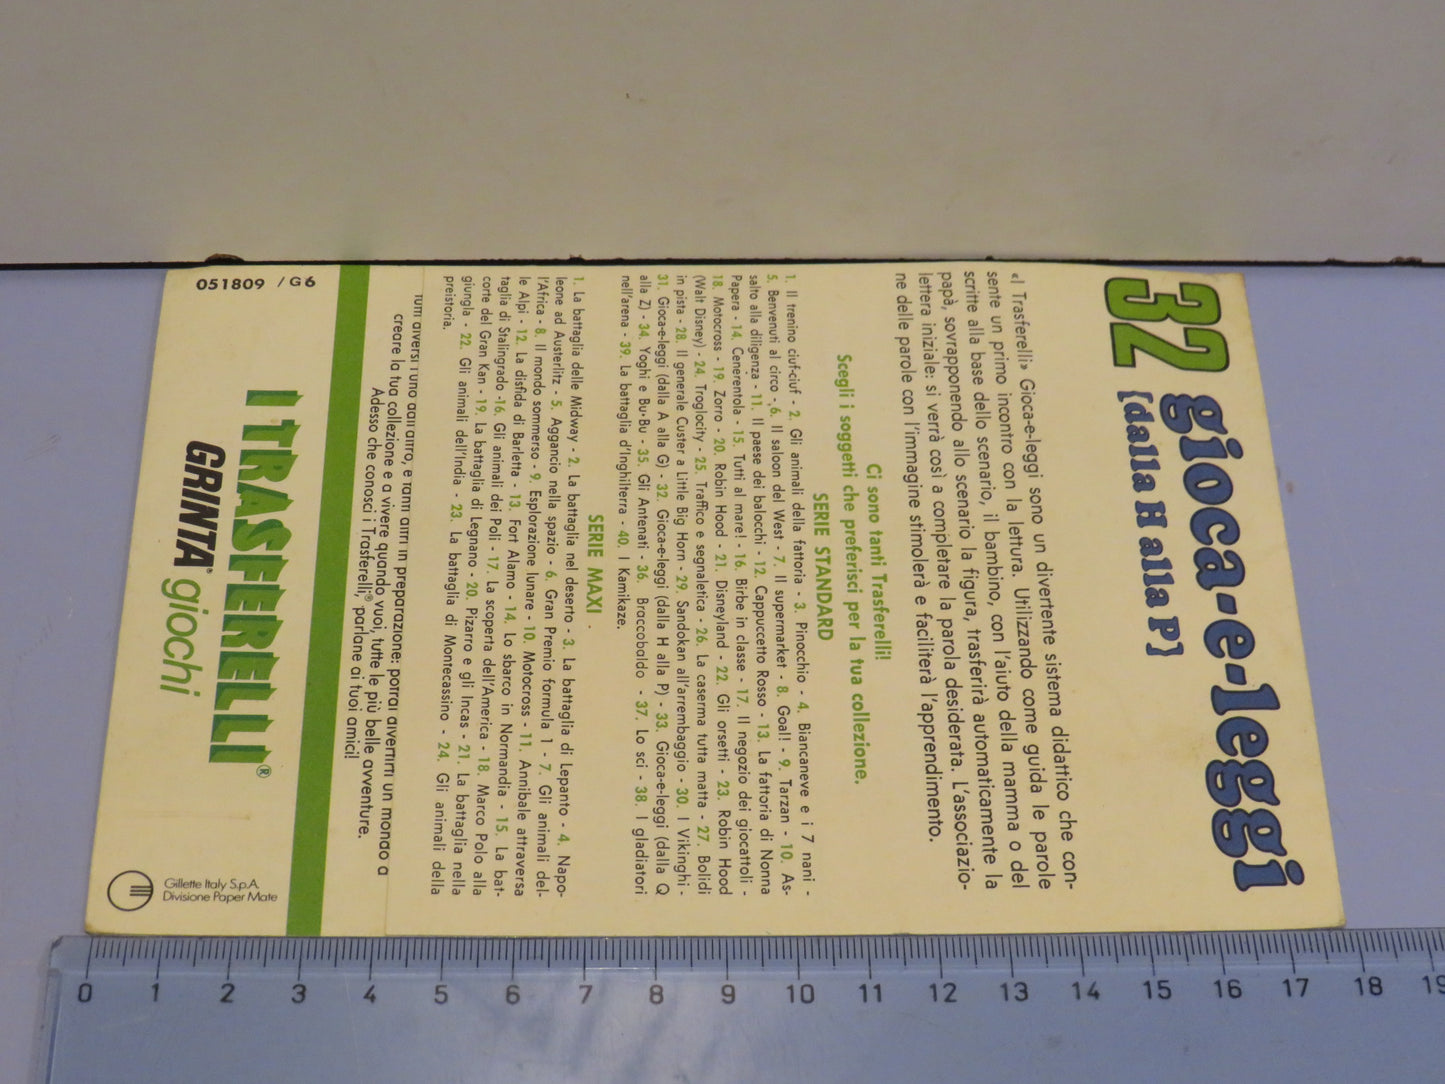 32 gioca-e-leggi
[dalla H alla P]
«I Trasferelli» Gioca-e-leggi sono un divertente sistema didattico che con-
sente un primo incontro con la lettura. Utilizzando come guida le parole
scritte alla base dello scenario, il bambino, con l'aiuto della mamma o del
papà, sovrapponendo allo scenario la figura, trasferirà automaticamente la
lettera iniziale: si verrà così a completare la parola desiderata. L'associazio-
ne delle parole con l'immagine stimolerà e faciliterà l'apprendimento.
Ci sono tanti Trasferelli!
Scegli i soggetti che preferisci per la tua collezione.
SERIE STANDARD
1. Il trenino ciuf-ciuf - 2. Gli animali della fattoria - 3. Pinocchio - 4. Biancaneve e i 7 nani -
5. Benvenuti al circo - 6. Il saloon del West - 7. Il supermarket - 8. Goal! - 9. Tarzan - 10. As-
salto alla diligenza - 11. Il paese dei balocchi - 12. Cappuccetto Rosso - 13. La fattoria di Nonna
Papera - 14. Cenerentola - 15. Tutti al mare! - 16. Birbe in classe - 17. Il negozio dei giocattoli -
18. Motocross - 19. Zorro - 20. Robin Hood - 21. Disneyland - 22. Gli orsetti - 23. Robin Hood
(Walt Disney) - 24. Troglocity - 25. Traffico e segnaletica - 26. La caserma tutta matta - 27. Bolidi
in pista - 28. Il generale Custer a Little Big Horn - 29. Sandokan all'arrembaggio - 30. I Vikinghi -
31. Gioca-e-leggi (dalla A alla G) - 32. Gioca-e-leggi (dalla H alla P) - 33. Gioca-e-leggi (dalla Q
alla Z) - 34. Yoghi e Bu-Bu - 35. Gli Antenati - 36. Braccobaldo - 37. Lo sci - 38. I gladiatori
nell'arena - 39. La battaglia d'Inghilterra - 40. I Kamikaze.
SERIE MAXI
1. La battaglia delle Midway - 2. La battaglia nel deserto - 3. La battaglia di Lepanto - 4. Napo-
leone ad Austerlitz - 5. Aggancio nella spazio - 6. Gran Premio formula 1 - 7. Gli animali del-
l'Africa - 8. Il mondo sommerso - 9. Esplorazione lunare - 10. Motocross - 11. Annibale attraversa
le Alpi - 12. La disfida di Barletta - 13. Fort Alamo - 14. Lo sbarco in Normandia - 15. La bat-
taglia di Stalingrado - 16. Gli animali dei Poli - 17. La scoperta dell'America - 18. Marco Polo alla
corte del Gran Kan - 19. La battaglia di Legnano - 20. Pizarro e gli Incas - 21. La battaglia nella
giungla - 22. Gli animali dell'India - 23. La battaglia di Montecassino - 24. Gli animali della
preistoria.
Tutti diversi l'uno dall'altro, e tanti altri in preparazione: potrai divertirti un mondo a
creare la tua collezione e a vivere quando vuoi, tutte le più belle avventure.
Adesso che conosci i Trasferelli®, parlane ai tuoi amici!
I TRASFERELLI®
GRINTA® giochi
051809 / G6
Gillette Italy S.p.A.
Divisione Paper Mate
0 1 2 3 4 5 6 7 8 9 10 11 12 13 14 15 16 17 18 19